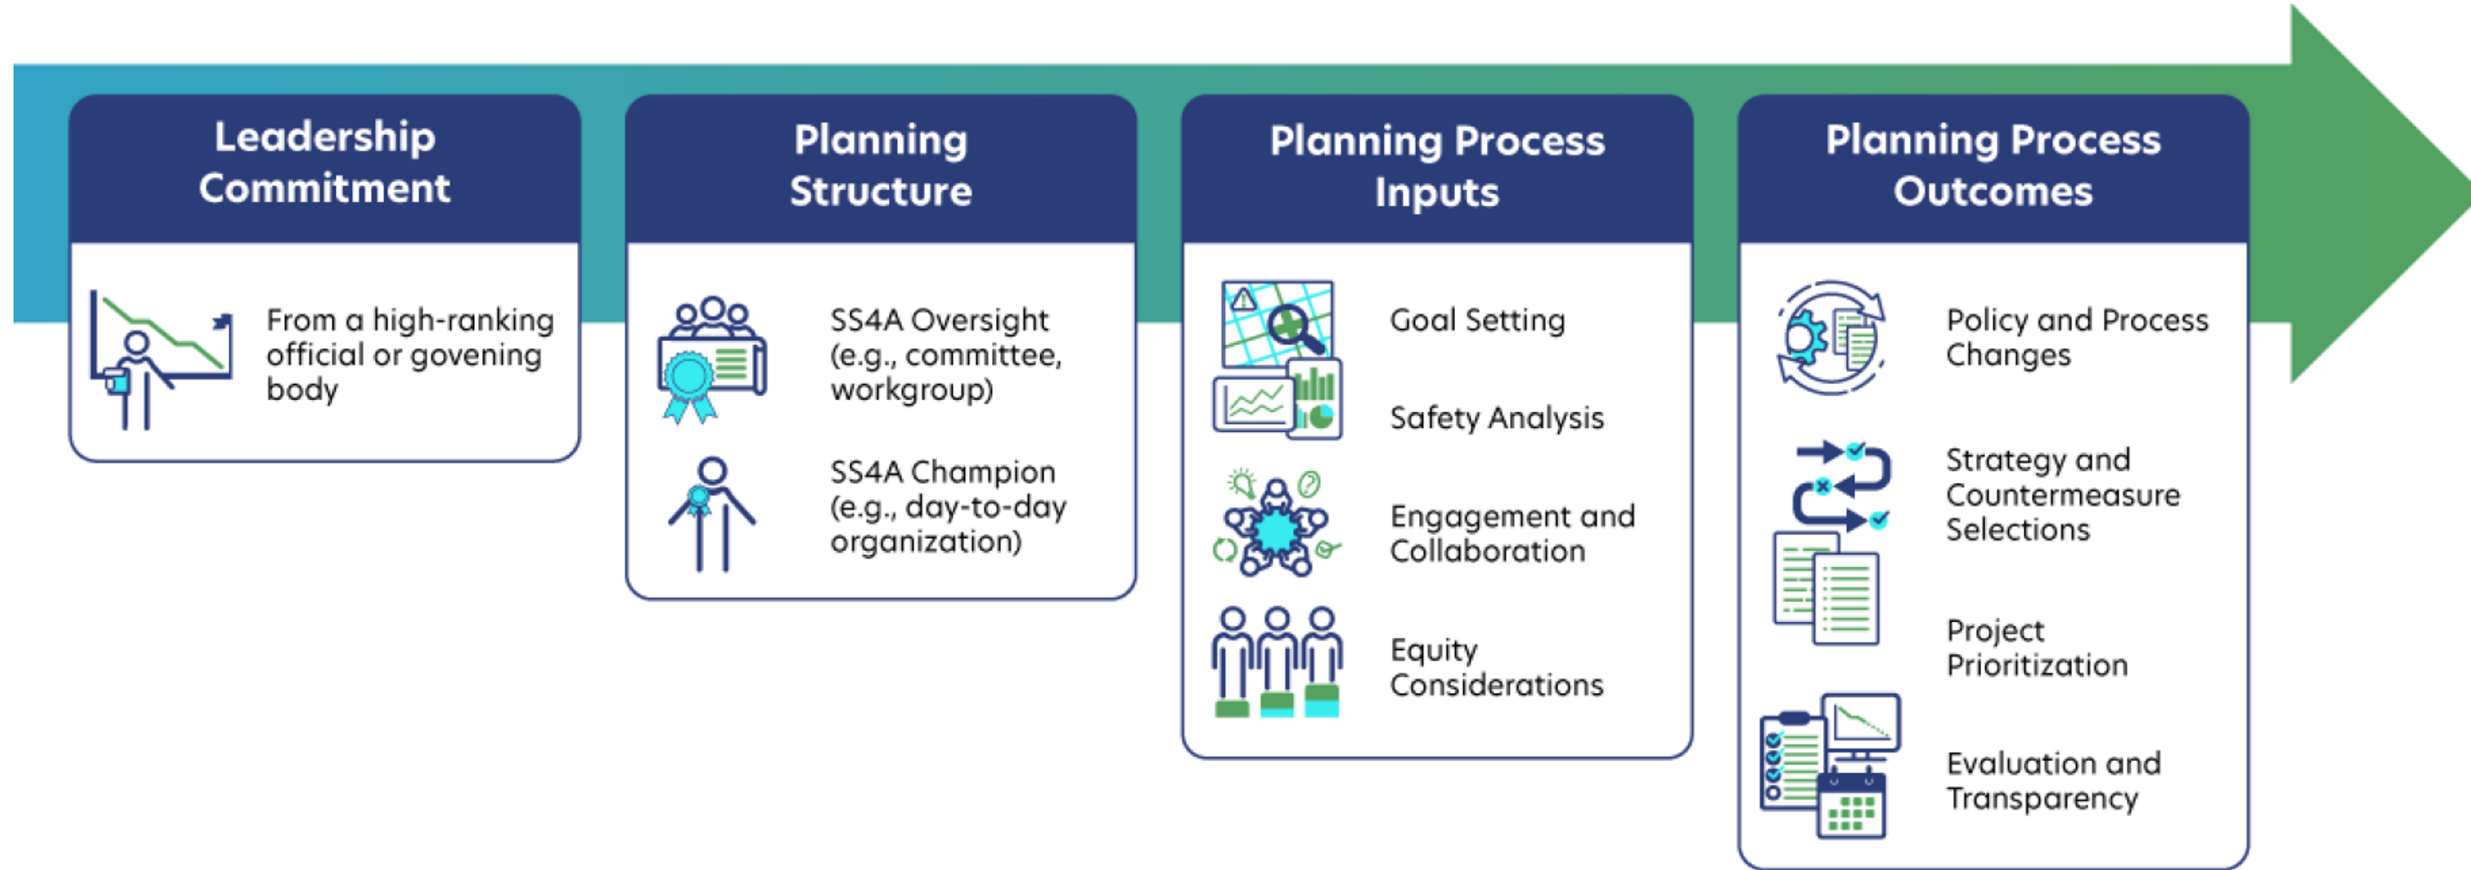 Leadership
Commitment
From a high-ranking
official or govening
body
Planning
Structure
SS4A Oversight
(e.g., committee,
workgroup)
SS4A Champion
(e.g., day-to-day
organization)
Planning Process
Inputs
Goal Setting
Safety Analysis
Engagement and
Collaboration
Equity
Considerations
Planning Process
Outcomes
Policy and Process
Changes
Strategy and
Countermeasure
Selections
Project
Prioritization
Evaluation and
Transparency